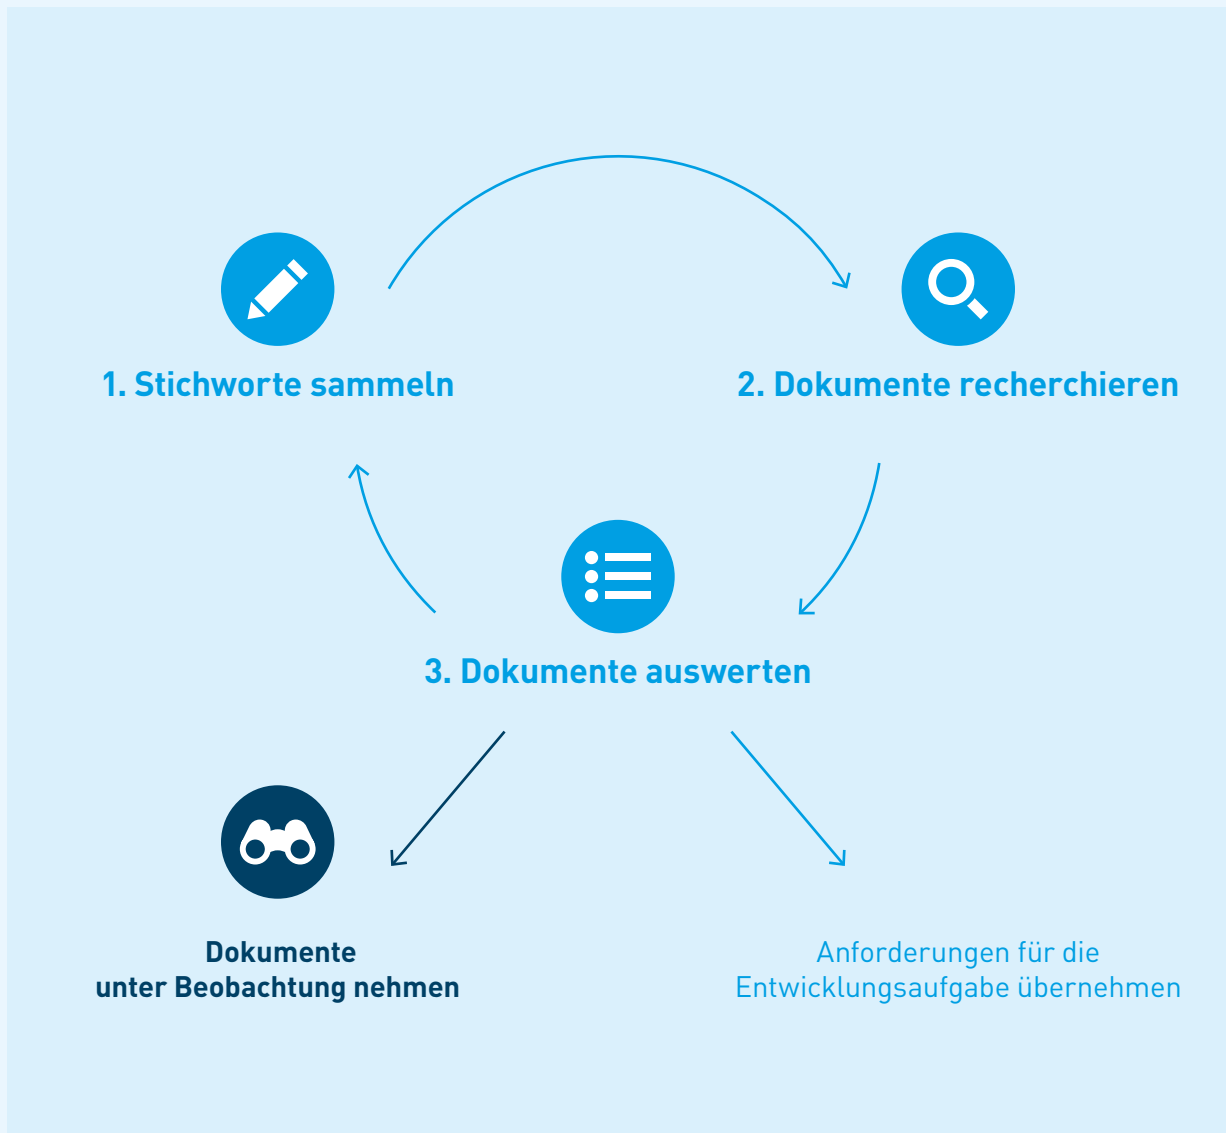 1. Stichworte sammeln
2. Dokumente recherchieren
3. Dokumente auswerten
Dokumente
unter Beobachtung nehmen
Anforderungen für die
Entwicklungsaufgabe übernehmen